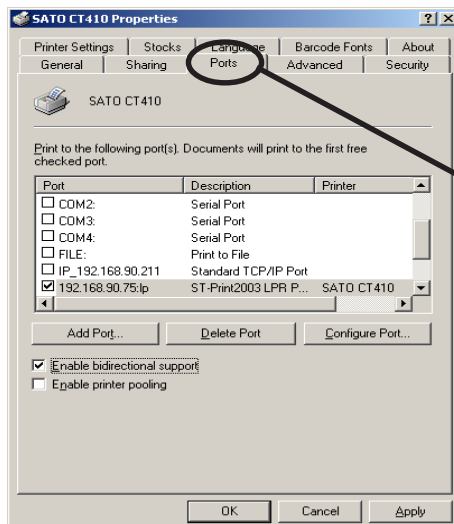 SATO CT410 Properties
? X
Printer Settings Stocks Language Barcode Fonts About
General Sharing Ports Advanced Security
SATO CT410
Print to the following port(s). Documents will print to the first free
checked port.
Port Description Printer
COM2: Serial Port
COM3: Serial Port
COM4: Serial Port
FILE: Print to File
IP_192.168.90.211 Standard TCP/IP Port
192.168.90.75:lp ST-Print2003 LPR P... SATO CT410
Add Port... Delete Port Configure Port...
Enable bidirectional support
Enable printer pooling
OK Cancel Apply